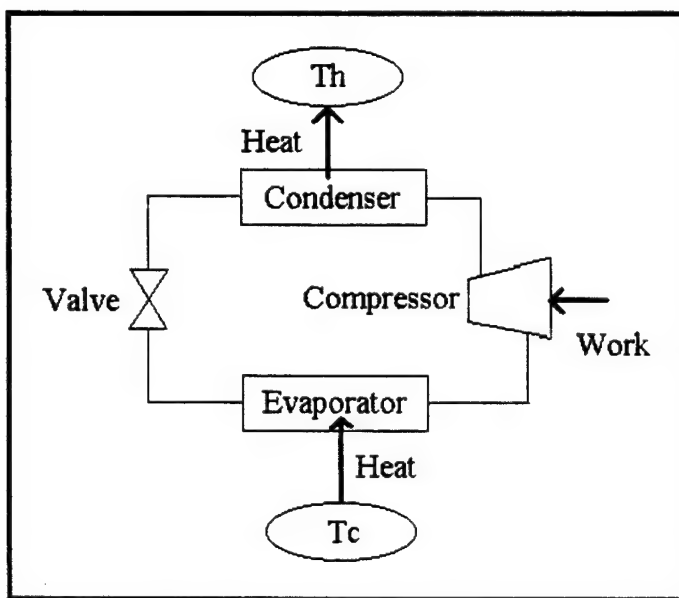 Th
Heat
Condenser
Valve
Compressor
Work
Evaporator
Heat
Tc